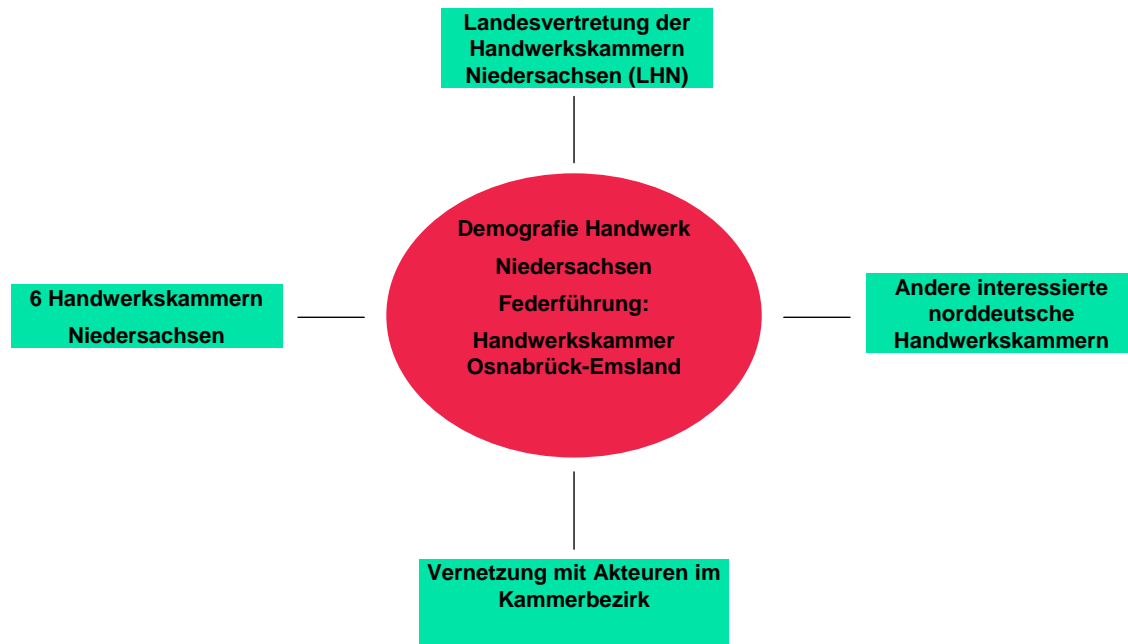 Landesvertretung der
Handwerkskammern
Niedersachsen (LHN)
Demografie Handwerk
Niedersachsen
Federführung:
Handwerkskammer
Osnabrück-Emsland
6 Handwerkskammern
Niedersachsen
Andere interessierte
norddeutsche
Handwerkskammern
Vernetzung mit Akteuren im
Kammerbezirk